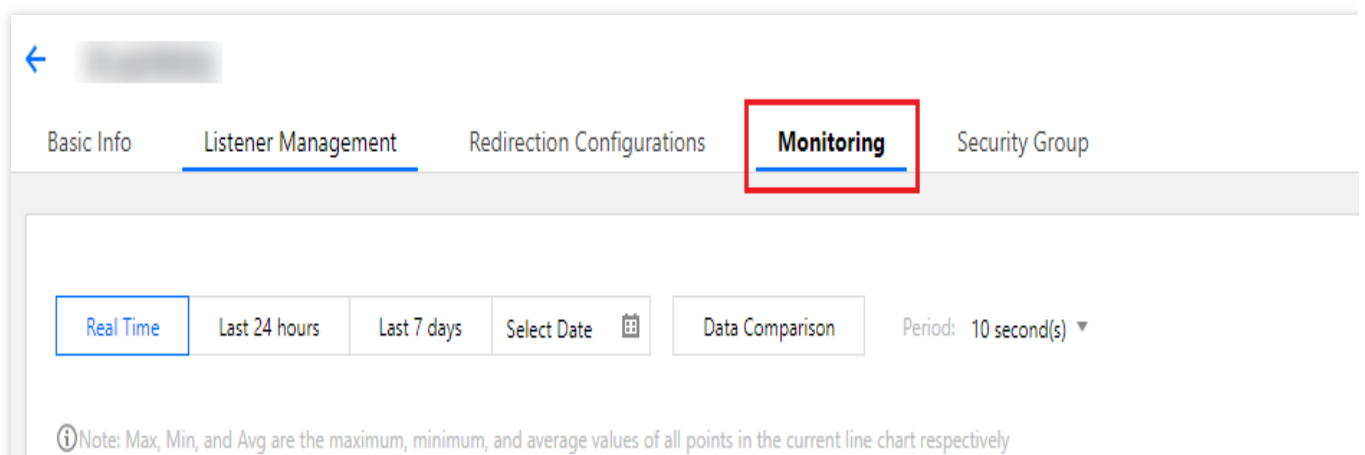 Basic Info Listener Management Redirection Configurations Monitoring Security Group
Real Time Last 24 hours Last 7 days Select Date Data Comparison Period: 10 second(s)
Note: Max, Min, and Avg are the maximum, minimum, and average values of all points in the current line chart respectively